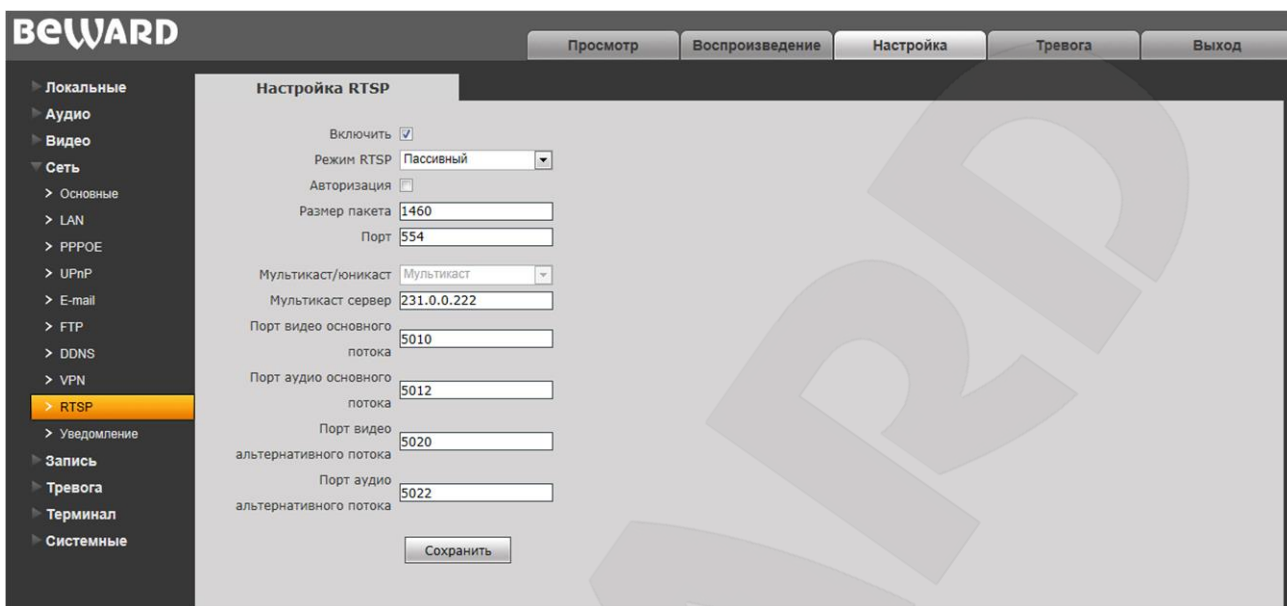 BEWARD
Просмотр
Воспроизведение
Настройка
Тревога
Выход
Локальные
Аудио
Видео
Сеть
> Основные
> LAN
> PPPOE
> UPnP
> E-mail
> FTP
> DDNS
> VPN
> RTSP
> Уведомление
Запись
Тревога
Терминал
Системные
Настройка RTSP
Включить
Режим RTSP Пассивный
Авторизация
Размер пакета 1460
Порт 554
Мультикаст/юникаст Мультикаст
Мультикаст сервер 231.0.0.222
Порт видео основного
потока
5010
Порт аудио основного
потока
5012
Порт видео
альтернативного потока
5020
Порт аудио
альтернативного потока
5022
Сохранить